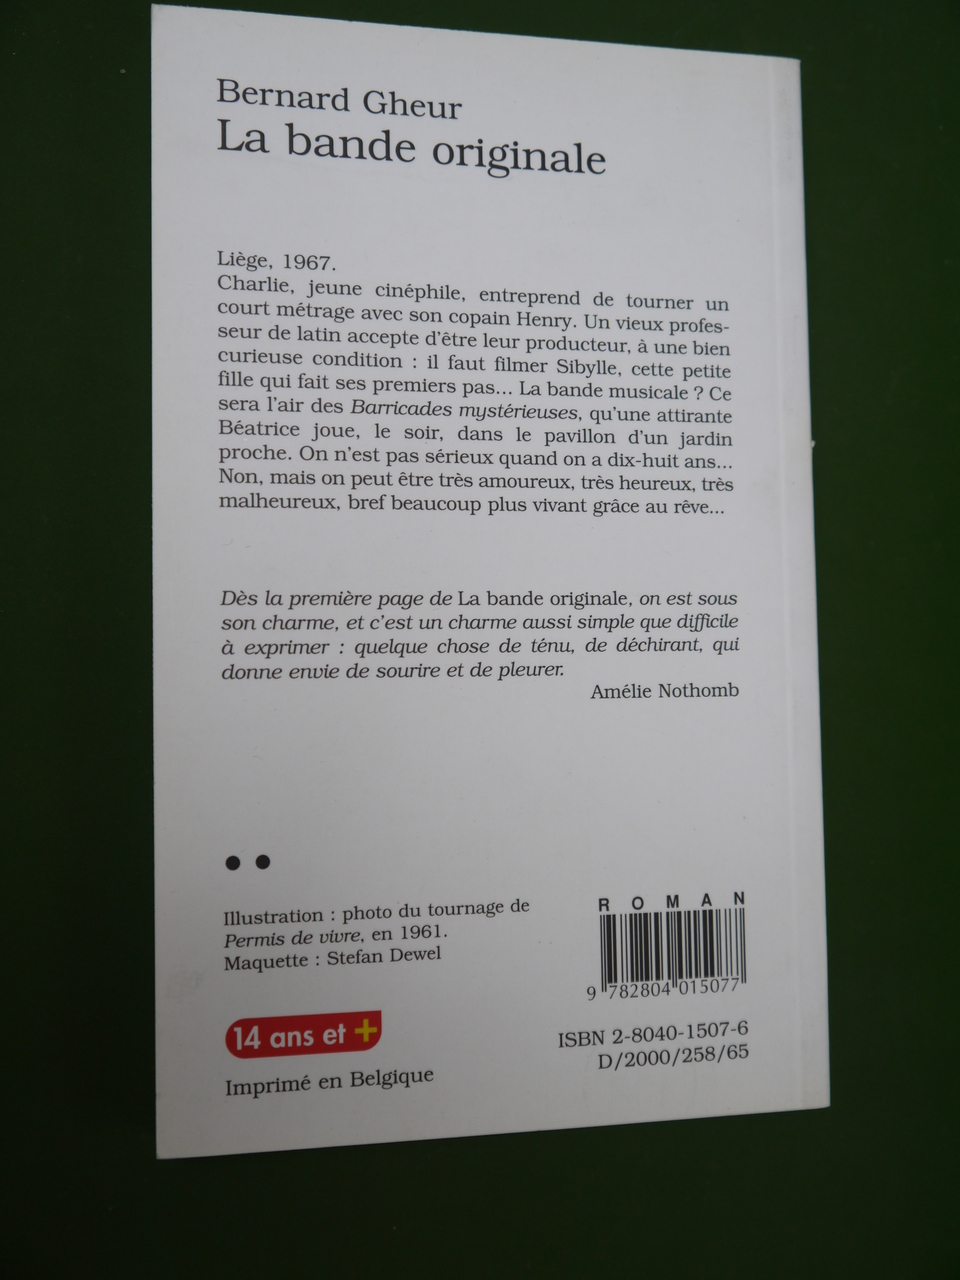 Bernard Gheur
La bande originale
Liège, 1967.
Charlie, jeune cinéphile, entreprend de tourner un
court métrage avec son copain Henry. Un vieux profes-
seur de latin accepte d'être leur producteur, à une bien
curieuse condition : il faut filmer Sibylle, cette petite
fille qui fait ses premiers pas... La bande musicale ? Ce
sera l'air des Barricades mystérieuses, qu'une attirante
Béatrice joue, le soir, dans le pavillon d'un jardin
proche. On n'est pas sérieux quand on a dix-huit ans...
Non, mais on peut être très amoureux, très heureux, très
malheureux, bref beaucoup plus vivant grâce au rêve...
Dès la première page de La bande originale, on est sous
son charme, et c'est un charme aussi simple que difficile
à exprimer : quelque chose de ténu, de déchirant, qui
donne envie de sourire et de pleurer.
Amélie Nothomb
Illustration : photo du tournage de
Permis de vivre, en 1961.
Maquette : Stefan Dewel
14 ans et +
Imprimé en Belgique
ROMAN
9 782804 015077
ISBN 2-8040-1507-6
D/2000/258/65